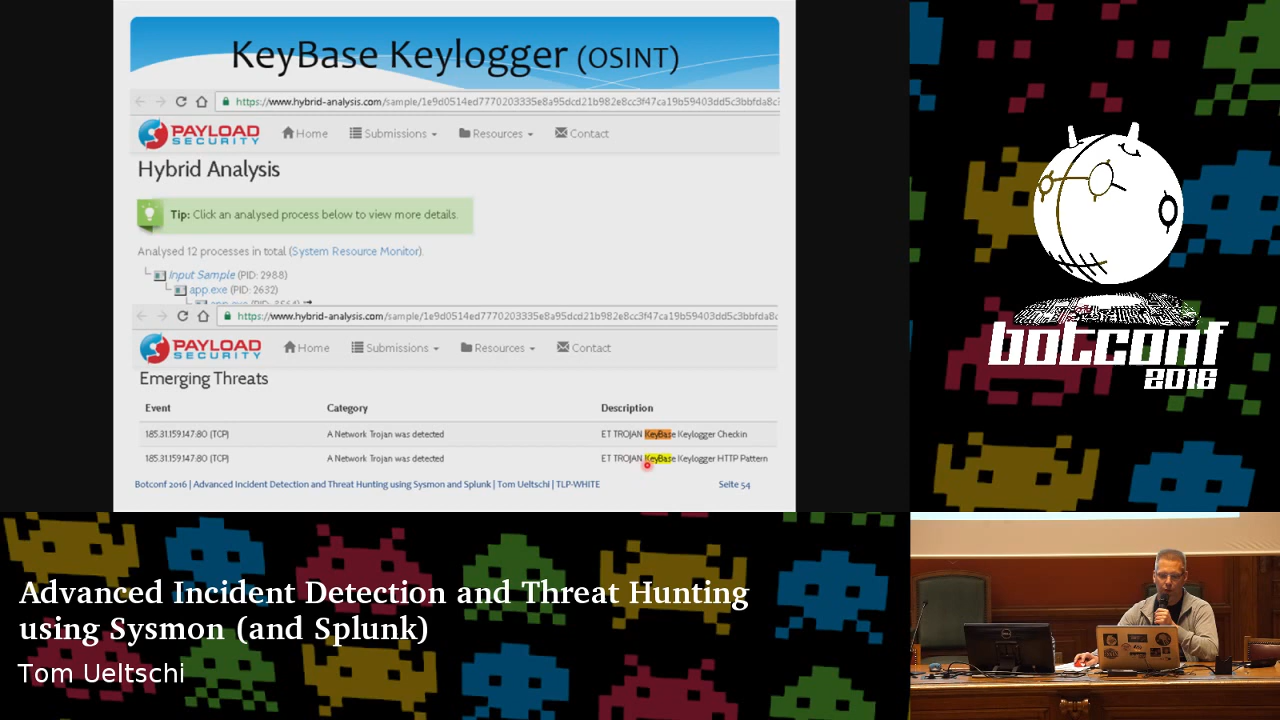 KeyBase Keylogger (OSINT)
https://www.hybrid-analysis.com/sample/1e9d0514ed7770203335e8a95dcd21b982e8cc3f47ca19b59403dd5c3bbfda8c
PAYLOAD SECURITY
Home Submissions Resources Contact
Hybrid Analysis
Tip: Click an analysed process below to view more details.
Analysed 12 processes in total (System Resource Monitor).
Input Sample (PID: 2988)
app.exe (PID: 2632)
app.exe (PID: 3564)
https://www.hybrid-analysis.com/sample/1e9d0514ed7770203335e8a95dcd21b982e8cc3f47ca19b59403dd5c3bbfda8c
PAYLOAD SECURITY
Home Submissions Resources Contact
Emerging Threats
Event Category Description
185.31.159.147:80 (TCP) A Network Trojan was detected ET TROJAN KeyBase Keylogger Checkin
185.31.159.147:80 (TCP) A Network Trojan was detected ET TROJAN KeyBase Keylogger HTTP Pattern
Botconf 2016 | Advanced Incident Detection and Threat Hunting using Sysmon and Splunk | Tom Ueltschi | TLP-WHITE Seite 54
botconf
2016
Advanced Incident Detection and Threat Hunting
using Sysmon (and Splunk)
Tom Ueltschi